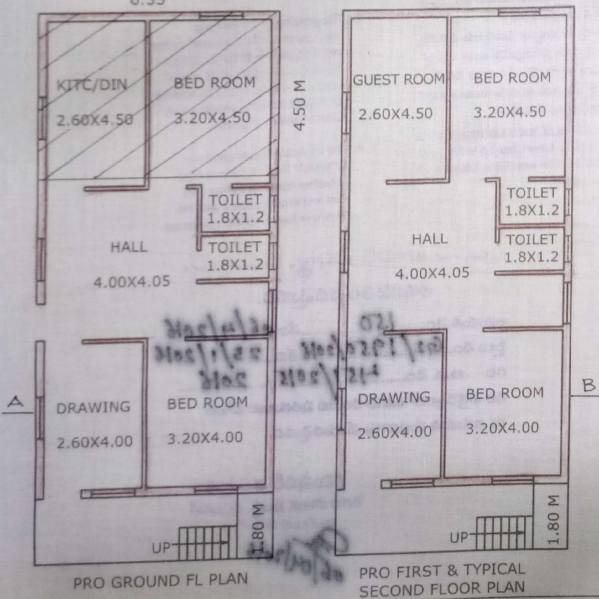 6.55
KITC/DIN
2.60X4.50
BED ROOM
3.20X4.50
4.50 M
TOILET
1.8X1.2
TOILET
1.8X1.2
HALL
4.00X4.05
DRAWING
2.60X4.00
BED ROOM
3.20X4.00
A
UP
1.80 M
PRO GROUND FL PLAN
GUEST ROOM
2.60X4.50
BED ROOM
3.20X4.50
TOILET
1.8X1.2
TOILET
1.8X1.2
HALL
4.00X4.05
DRAWING
2.60X4.00
BED ROOM
3.20X4.00
B
UP
1.80 M
PRO FIRST & TYPICAL
SECOND FLOOR PLAN